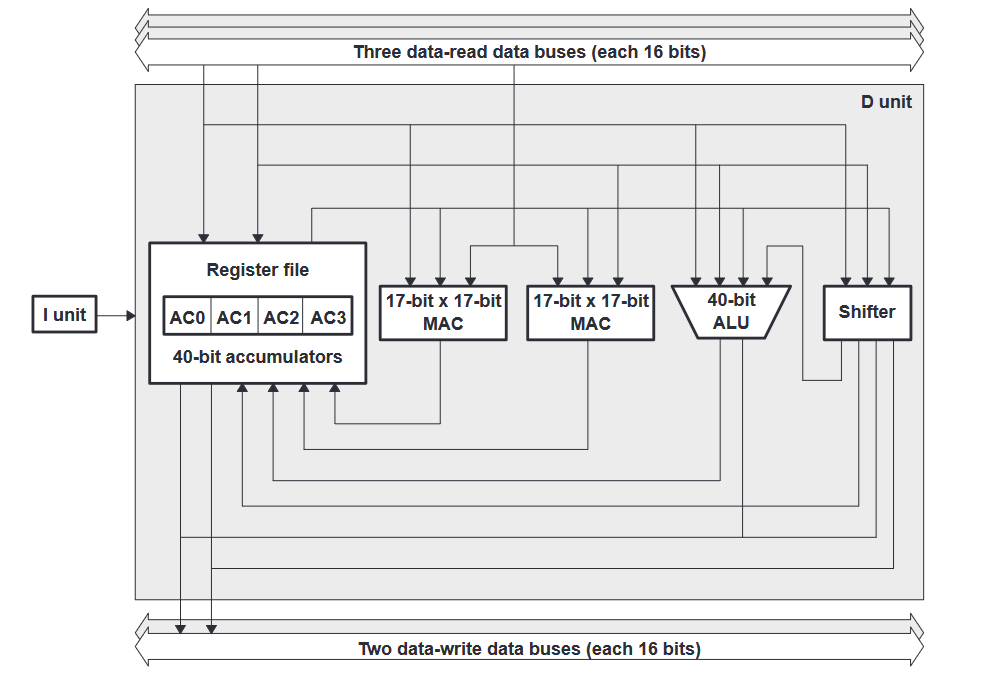 Three data-read data buses (each 16 bits)
D unit
Register file
I unit
AC0 AC1 AC2 AC3
40-bit accumulators
17-bit x 17-bit
MAC
17-bit x 17-bit
MAC
40-bit
ALU
Shifter
Two data-write data buses (each 16 bits)